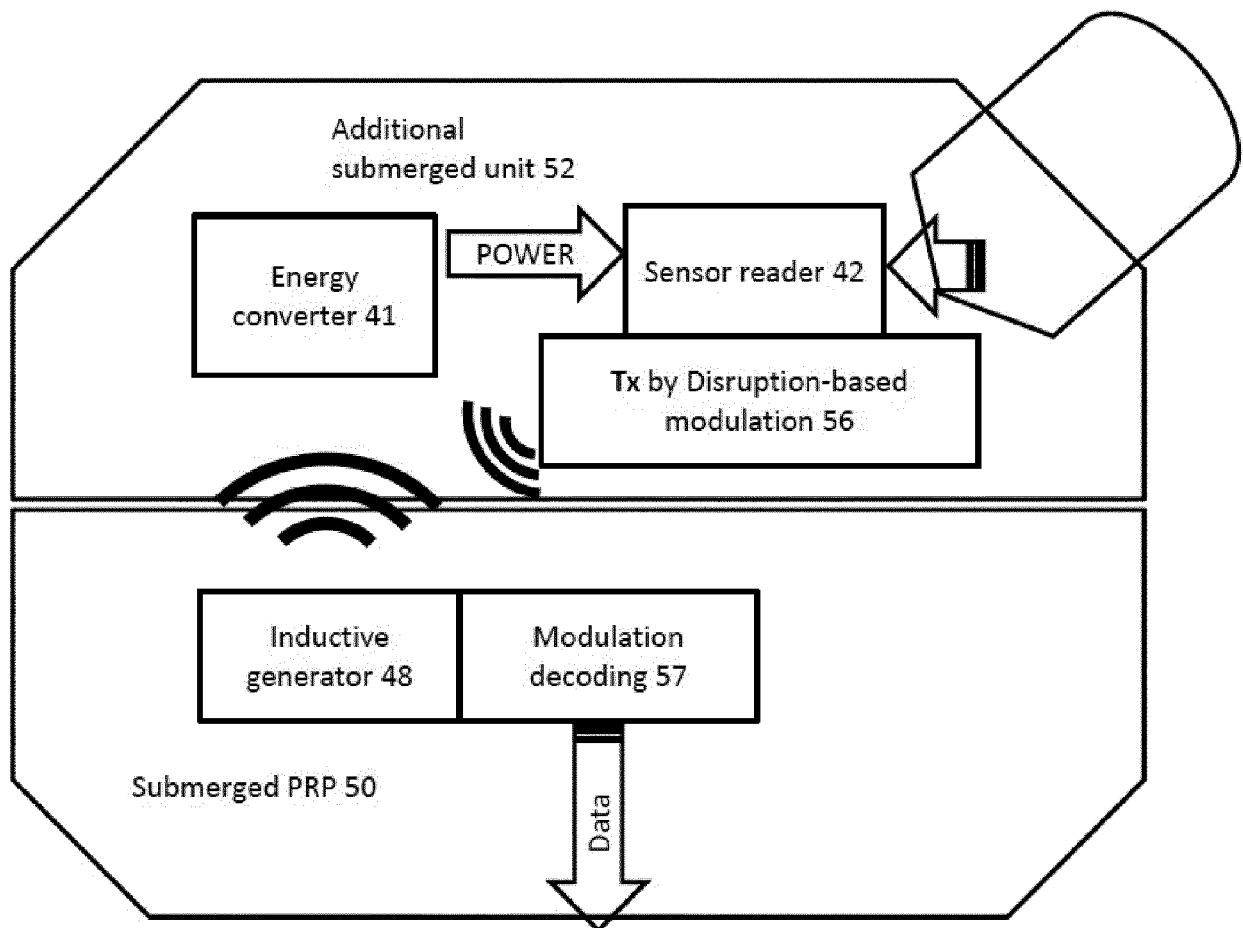 Additional
submerged unit 52
Energy
converter 41
POWER
Sensor reader 42
Tx by Disruption-based
modulation 56
Inductive
generator 48
Modulation
decoding 57
Submerged PRP 50
Data